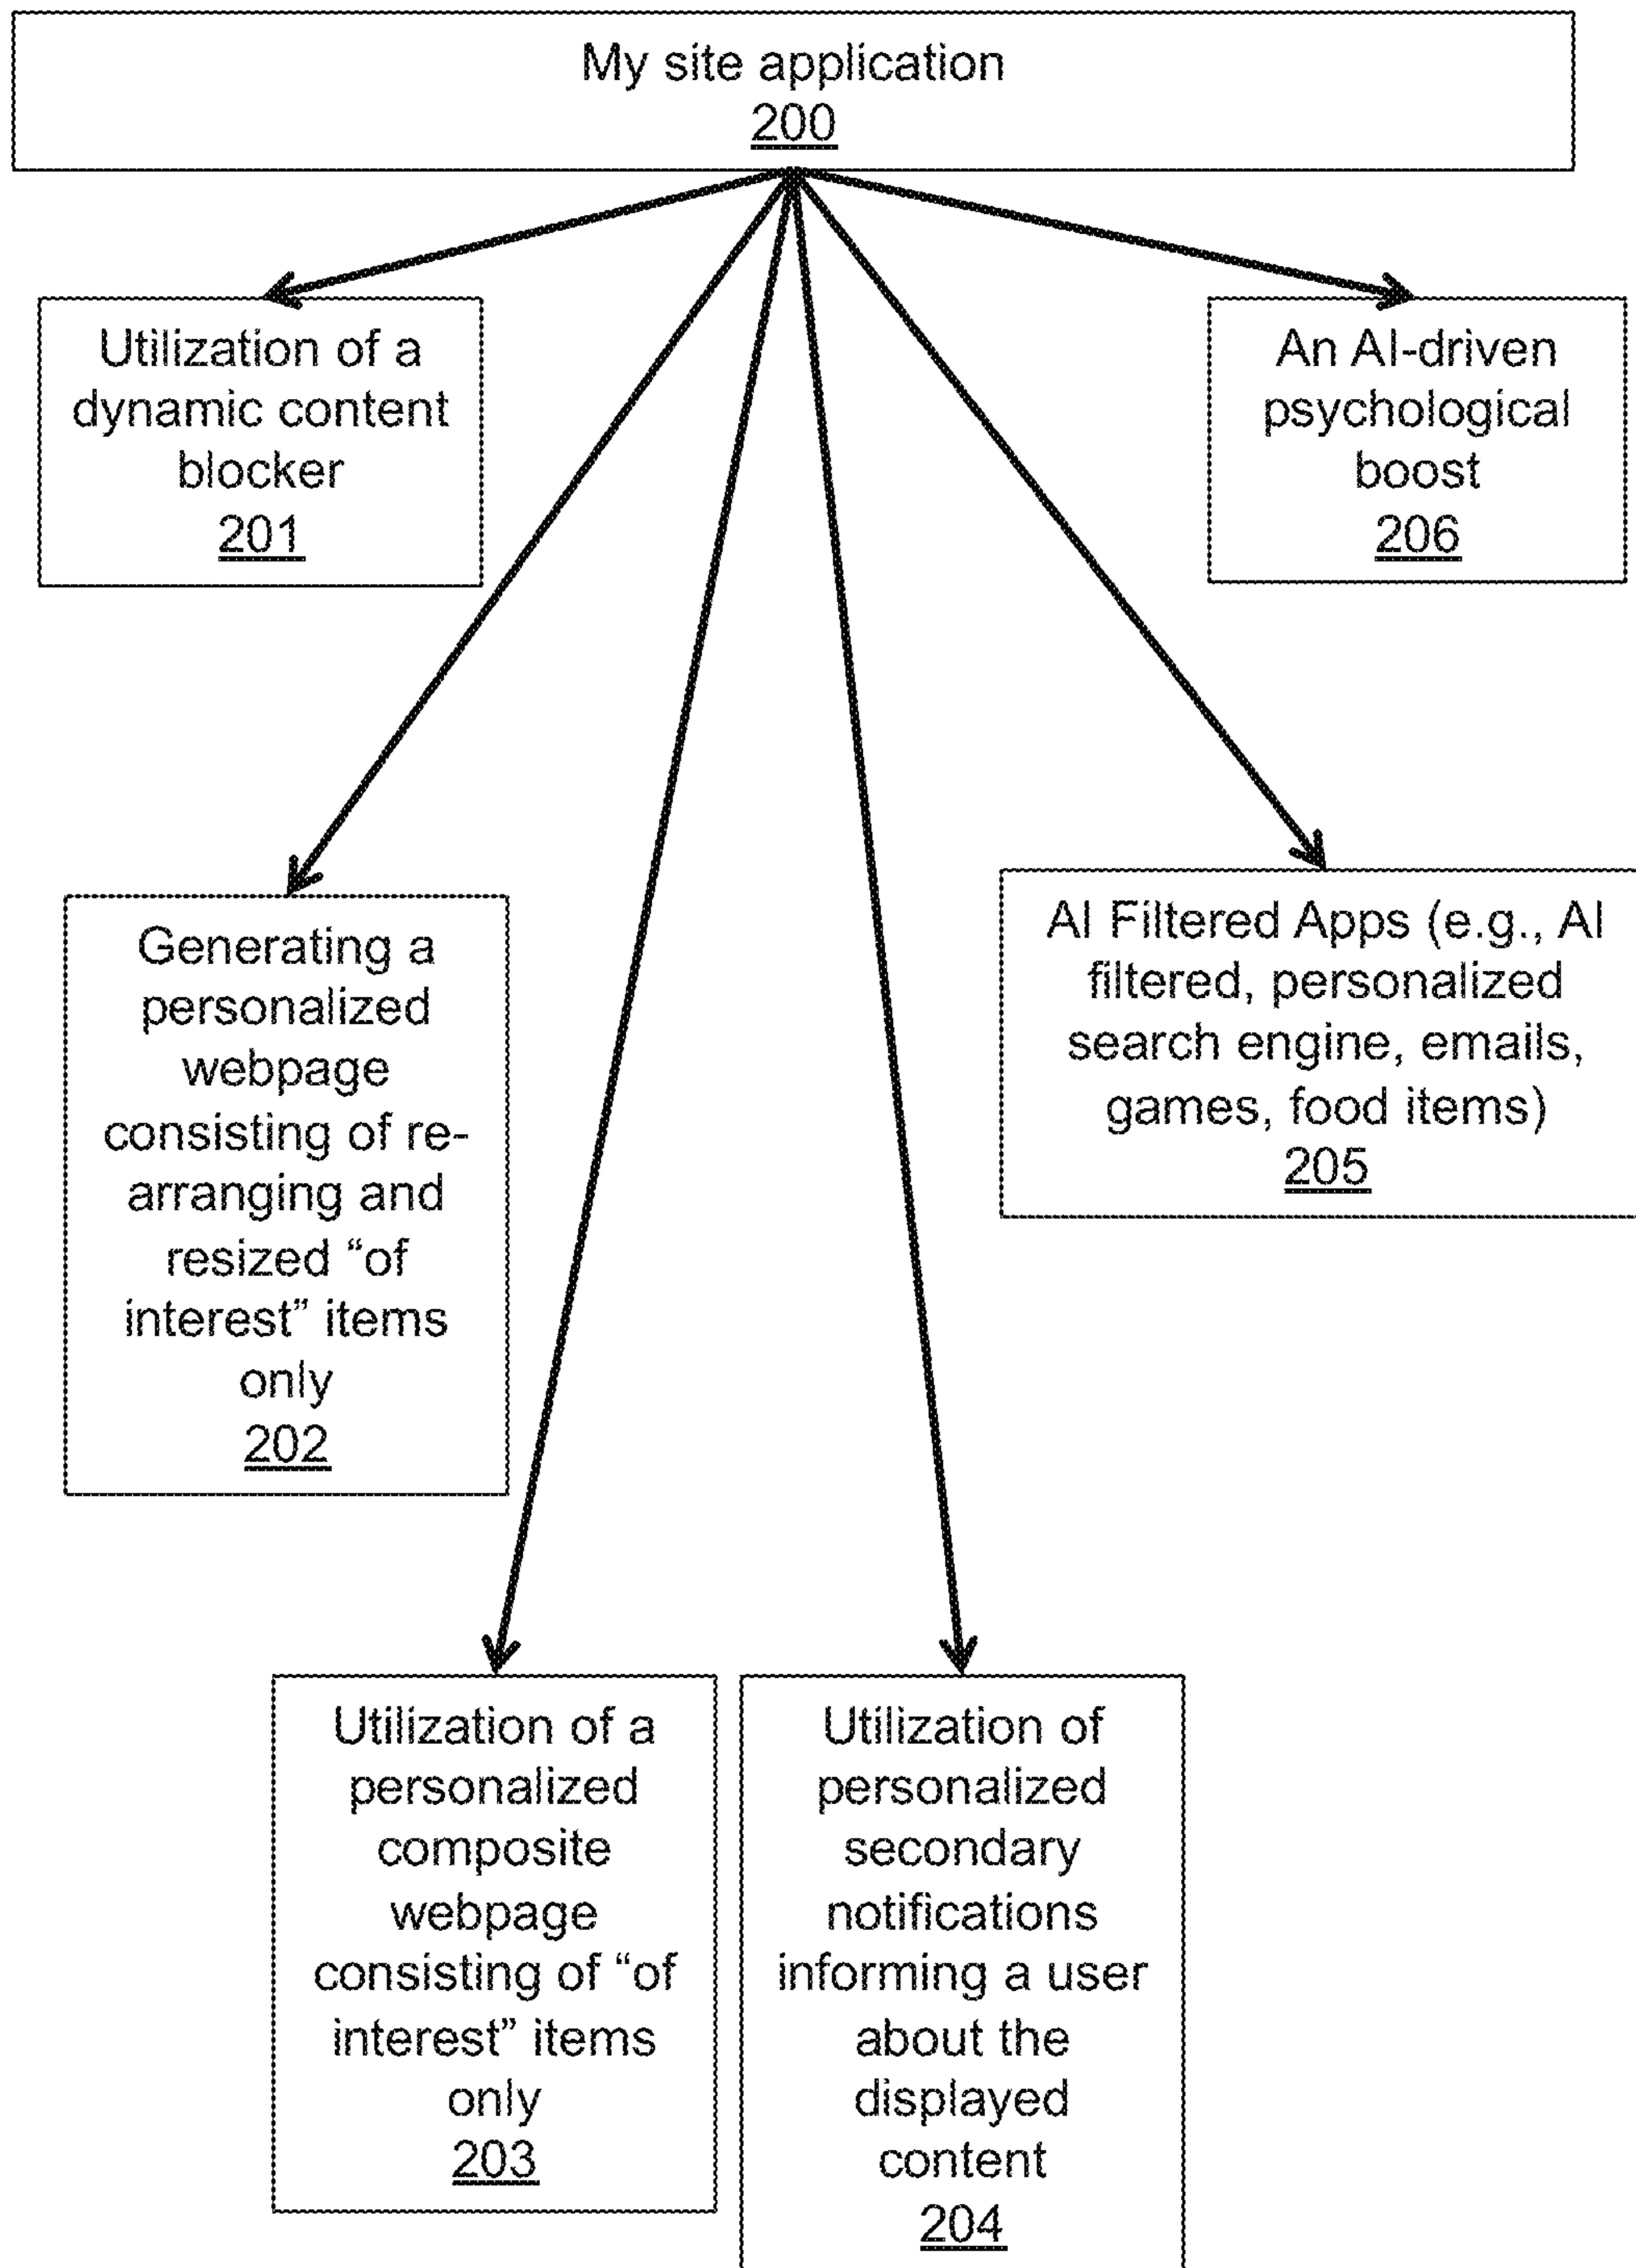 My site application
200
Utilization of a
dynamic content
blocker
201
An AI-driven
psychological
boost
206
Generating a
personalized
webpage
consisting of re-
arranging and
resized “of
interest” items
only
202
AI Filtered Apps (e.g., AI
filtered, personalized
search engine, emails,
games, food items)
205
Utilization of a
personalized
composite
webpage
consisting of “of
interest” items
only
203
Utilization of
personalized
secondary
notifications
informing a user
about the
displayed
content
204